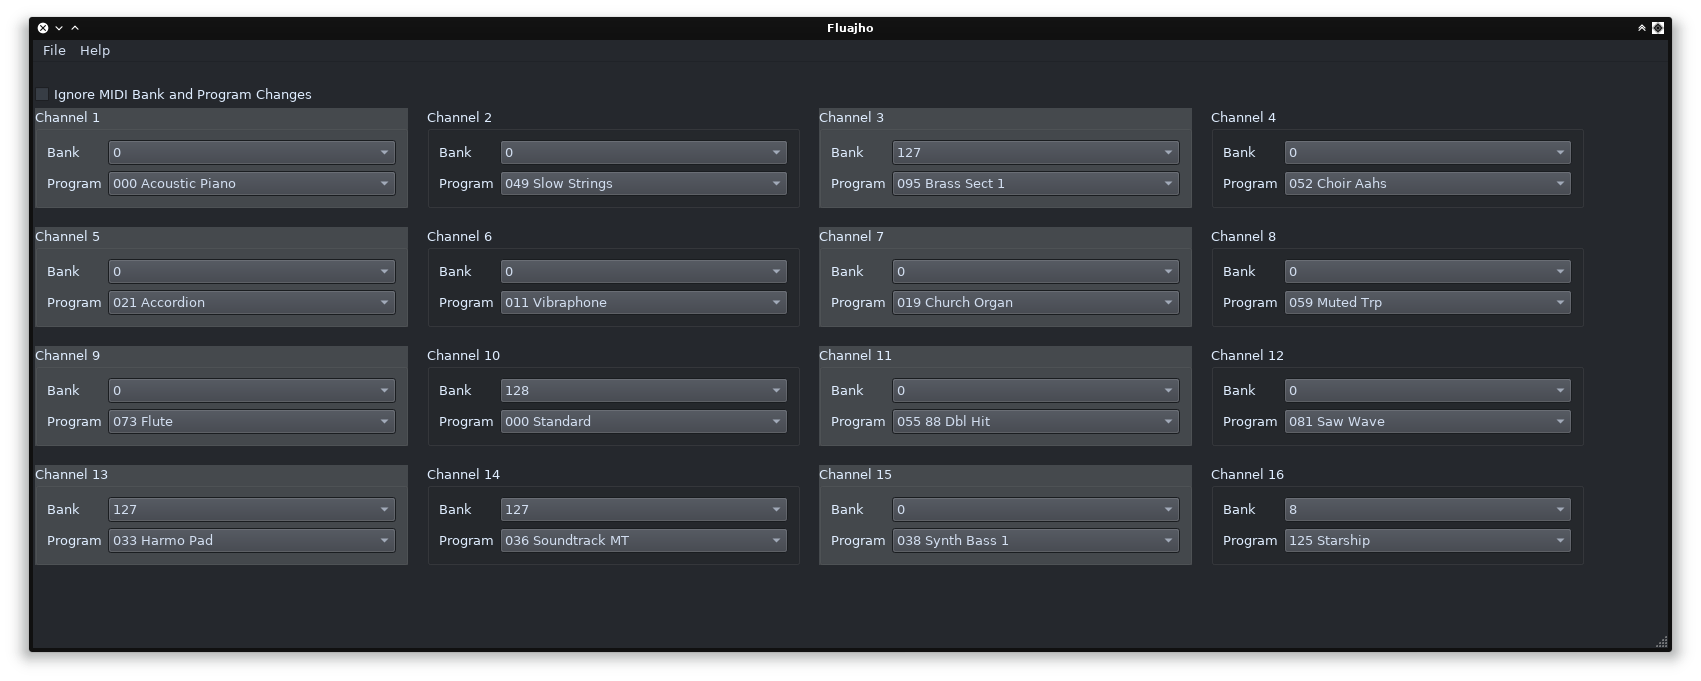 Fluajho
File Help
Ignore MIDI Bank and Program Changes
Channel 1
Bank 0
Program 000 Acoustic Piano
Channel 2
Bank 0
Program 049 Slow Strings
Channel 3
Bank 127
Program 095 Brass Sect 1
Channel 4
Bank 0
Program 052 Choir Aahs
Channel 5
Bank 0
Program 021 Accordion
Channel 6
Bank 0
Program 011 Vibraphone
Channel 7
Bank 0
Program 019 Church Organ
Channel 8
Bank 0
Program 059 Muted Trp
Channel 9
Bank 0
Program 073 Flute
Channel 10
Bank 128
Program 000 Standard
Channel 11
Bank 0
Program 055 88 Dbl Hit
Channel 12
Bank 0
Program 081 Saw Wave
Channel 13
Bank 127
Program 033 Harmo Pad
Channel 14
Bank 127
Program 036 Soundtrack MT
Channel 15
Bank 0
Program 038 Synth Bass 1
Channel 16
Bank 8
Program 125 Starship